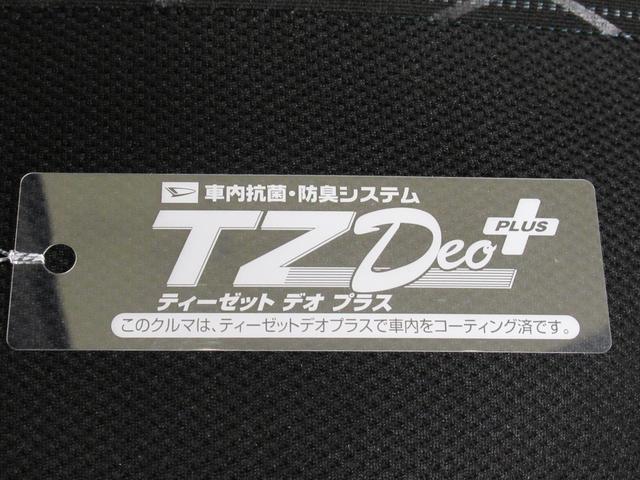 車内抗菌・防臭システム
TZ Deo PLUS
ティーゼット デオ プラス
このクルマは、ティーゼットデオプラスで車内をコーティング済です。